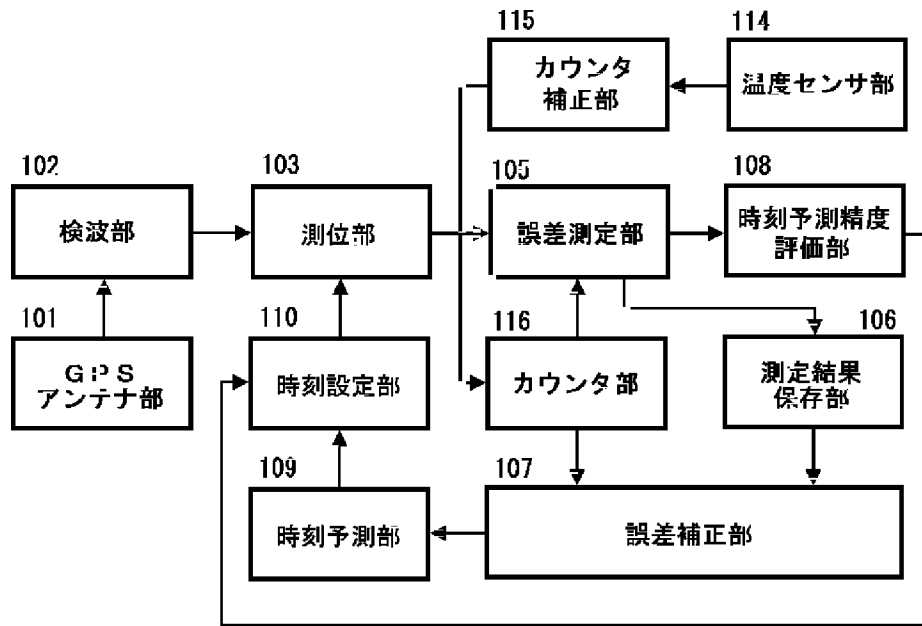 115
カウンタ
補正部
114
温度センサ部
102
検波部
103
測位部
105
誤差測定部
108
時刻予測精度
評価部
101
GPS
アンテナ部
110
時刻設定部
116
カウンタ部
106
測定結果
保存部
109
時刻予測部
107
誤差補正部